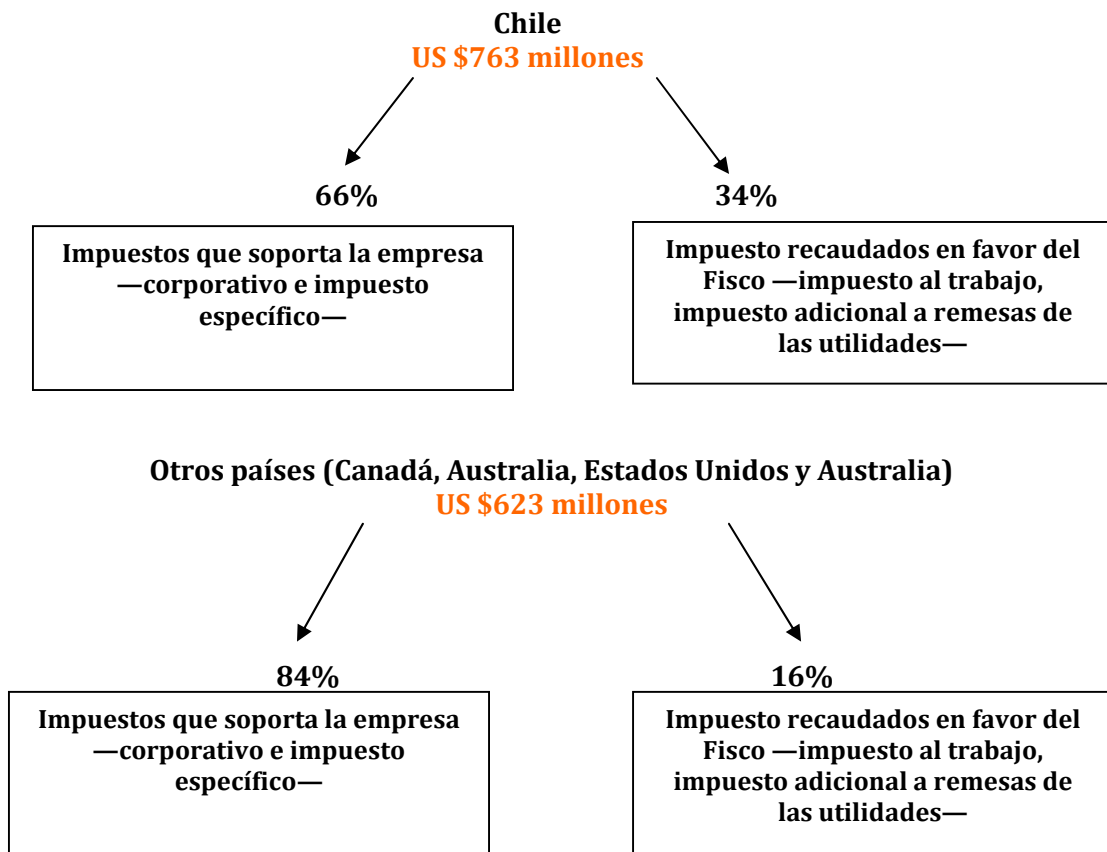 Chile
US $763 millones
66%
34%
Impuestos que soporta la empresa
—corporativo e impuesto
específico—
Impuesto recaudados en favor del
Fisco —impuesto al trabajo,
impuesto adicional a remesas de
las utilidades—
Otros países (Canadá, Australia, Estados Unidos y Australia)
US $623 millones
84%
16%
Impuestos que soporta la empresa
—corporativo e impuesto
específico—
Impuesto recaudados en favor del
Fisco —impuesto al trabajo,
impuesto adicional a remesas de
las utilidades—